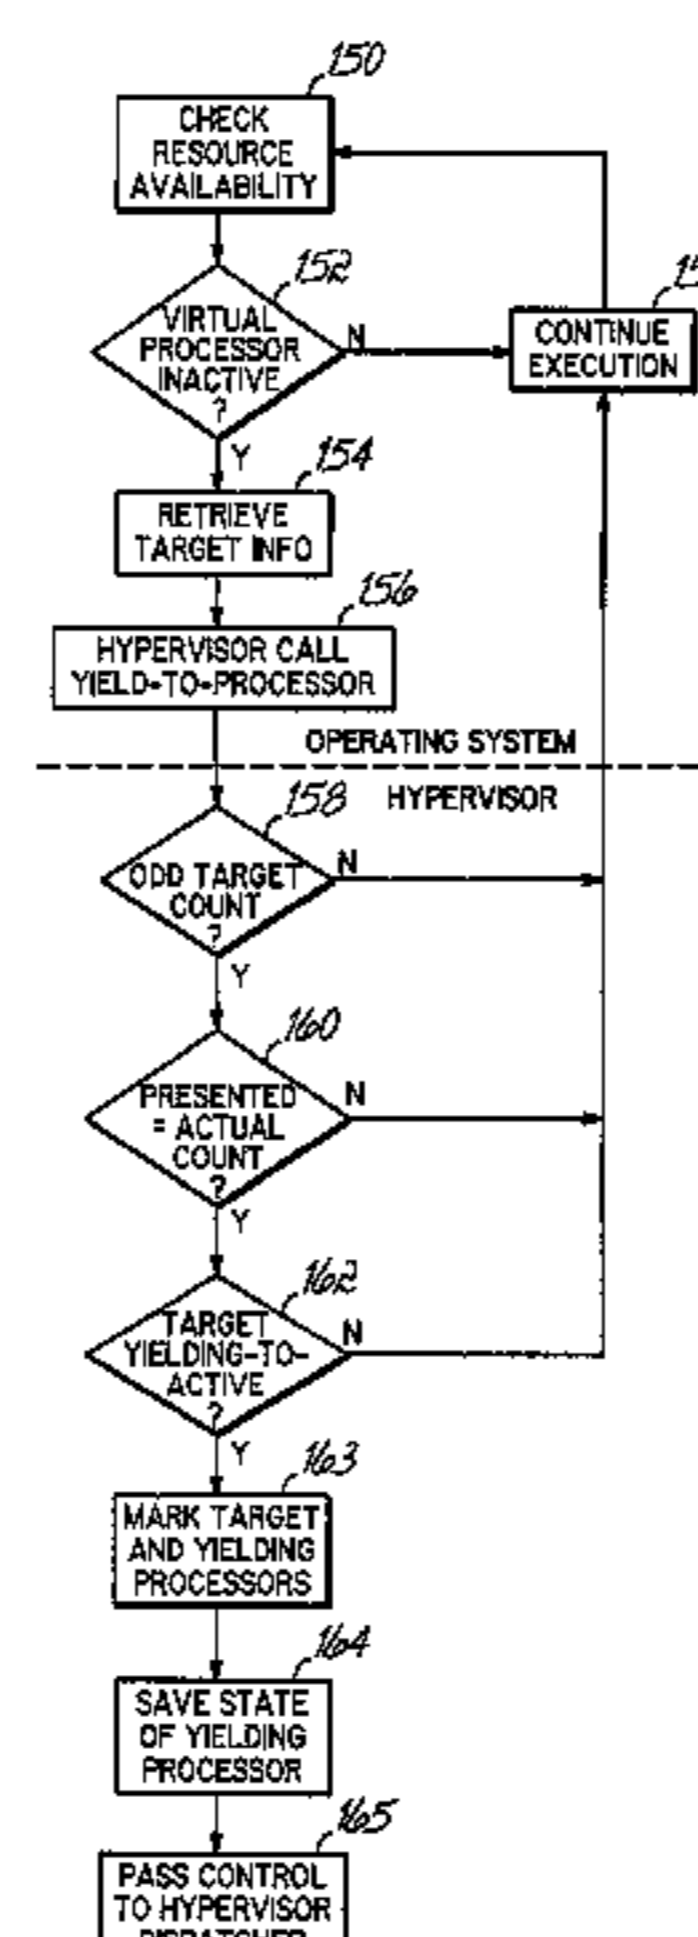 150
CHECK
RESOURCE
AVAILABILITY
152
VIRTUAL
PROCESSOR
INACTIVE
?
N
Y
CONTINUE
EXECUTION
154
RETRIEVE
TARGET INFO
156
HYPERVISOR CALL
YIELD-TO-PROCESSOR
OPERATING SYSTEM
HYPERVISOR
158
ODD TARGET
COUNT
?
N
Y
160
PRESENTED
= ACTUAL
COUNT
?
N
Y
162
TARGET
YIELDING-TO-
ACTIVE
?
N
Y
163
MARK TARGET
AND YIELDING
PROCESSORS
164
SAVE STATE
OF YIELDING
PROCESSOR
165
PASS CONTROL
TO HYPERVISOR